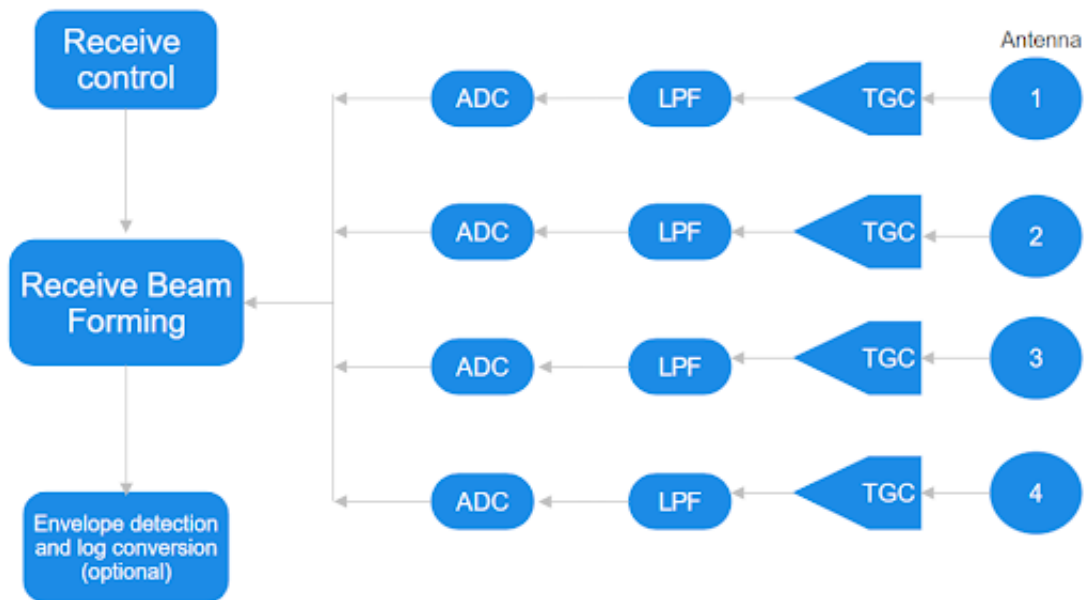 Receive
control
Antenna
ADC
LPF
TGC
1
ADC
LPF
TGC
2
Receive Beam
Forming
ADC
LPF
TGC
3
ADC
LPF
TGC
4
Envelope detection
and log conversion
(optional)